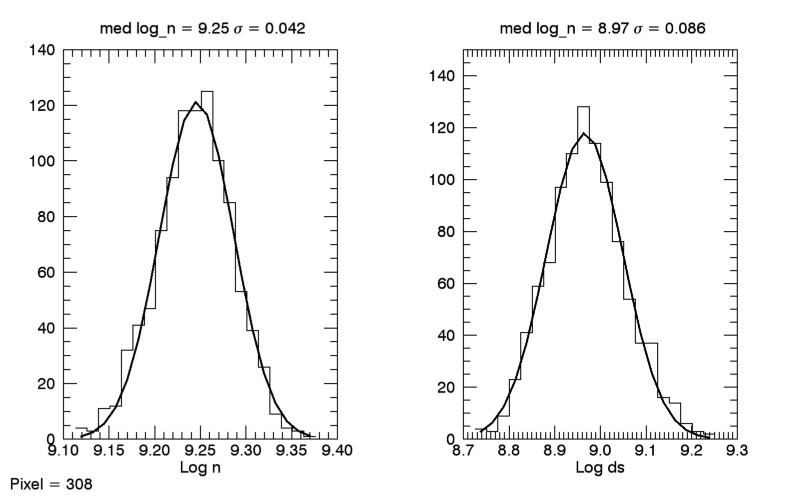 med log_n = 9.25 σ = 0.042
140
120
100
80
60
40
20
0
9.10 9.15 9.20 9.25 9.30 9.35 9.40
Log n
med log_n = 8.97 σ = 0.086
140
120
100
80
60
40
20
0
8.7 8.8 8.9 9.0 9.1 9.2 9.3
Log ds
Pixel = 308